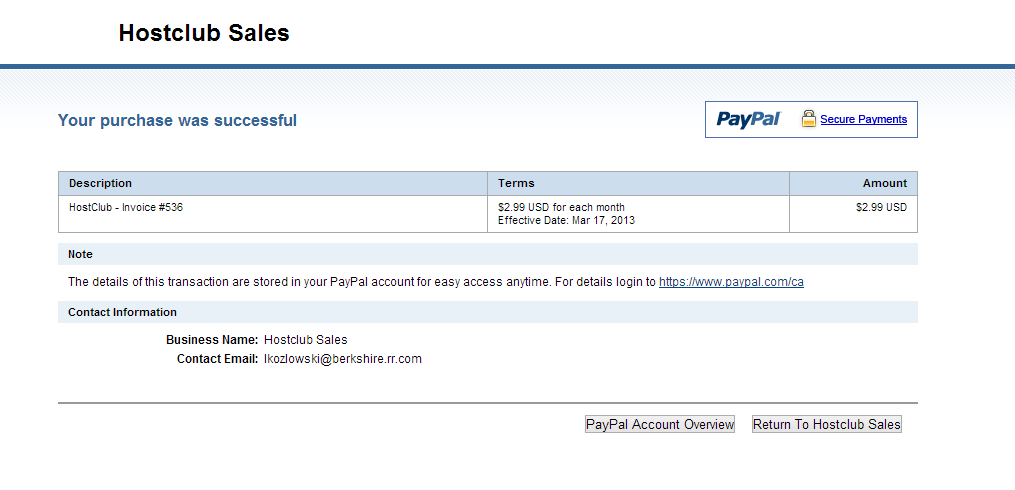 Hostclub Sales
Your purchase was successful
PayPal Secure Payments
Description Terms Amount
HostClub - Invoice #536 $2.99 USD for each month $2.99 USD
Effective Date: Mar 17, 2013
Note
The details of this transaction are stored in your PayPal account for easy access anytime. For details login to https://www.paypal.com/ca
Contact Information
Business Name: Hostclub Sales
Contact Email: lkozlowski@berkshire.rr.com
PayPal Account Overview Return To Hostclub Sales